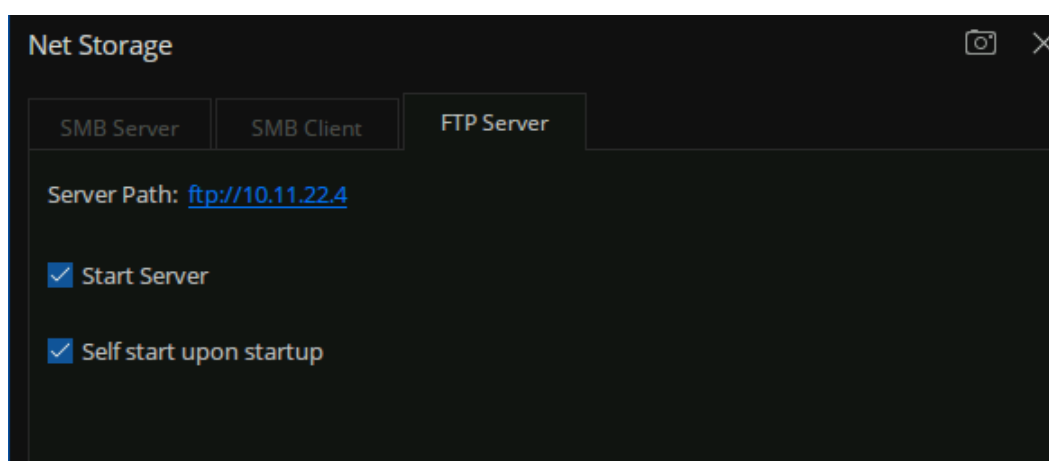 Net Storage
SMB Server SMB Client FTP Server
Server Path: ftp://10.11.22.4
Start Server
Self start upon startup